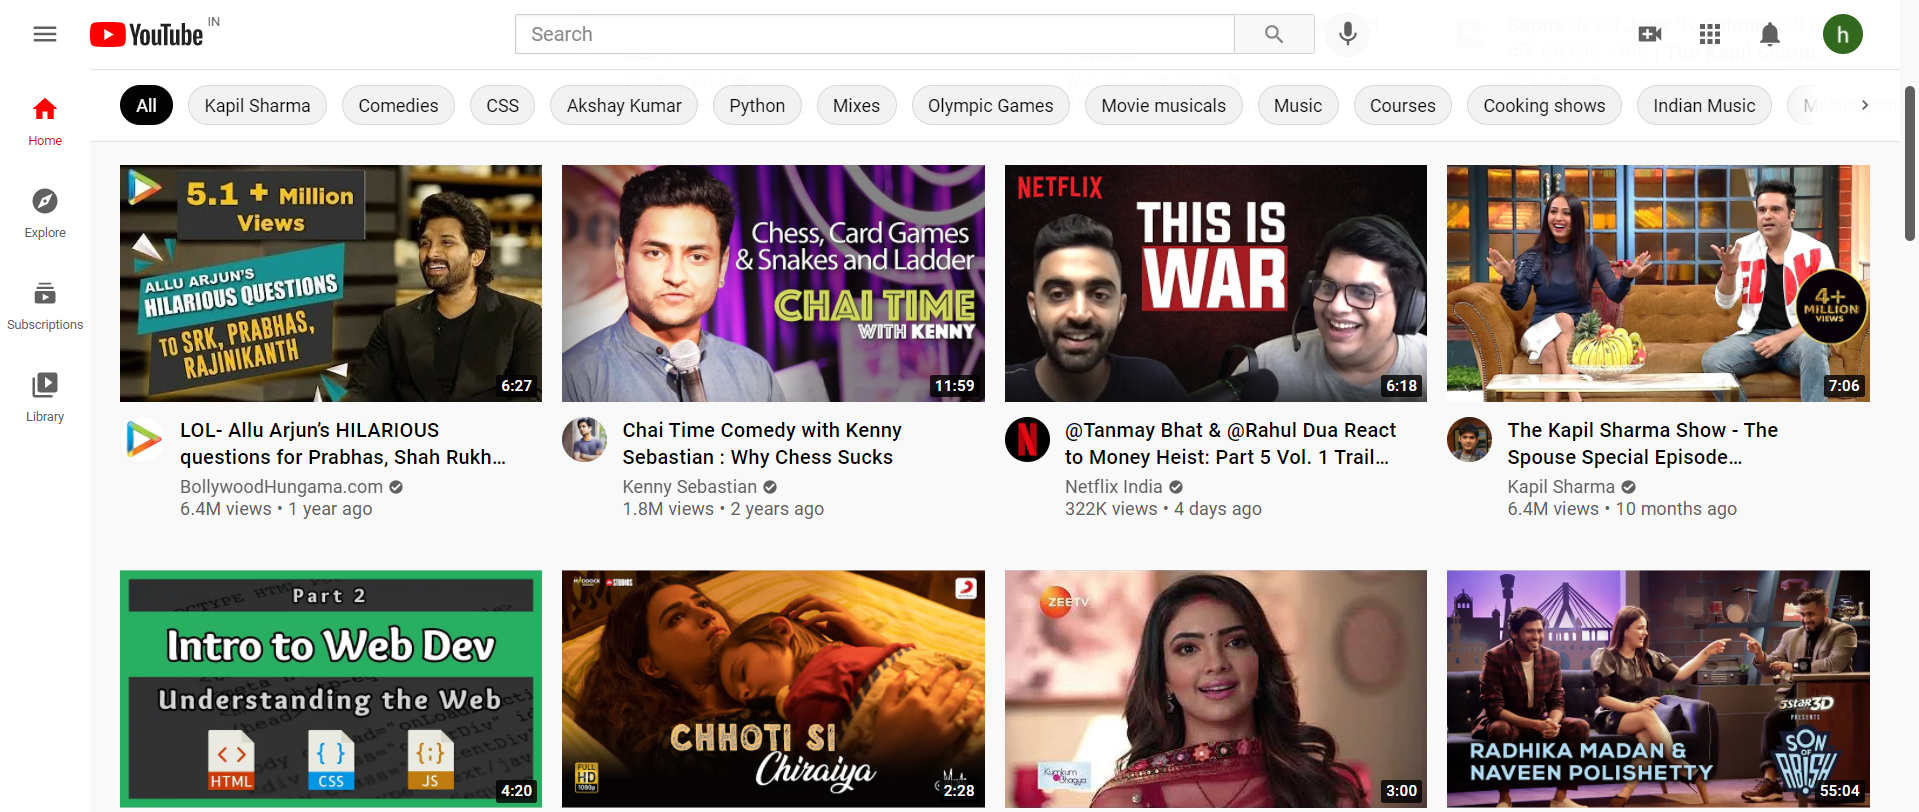 YouTube IN
Search
h
All
Kapil Sharma
Comedies
CSS
Akshay Kumar
Python
Mixes
Olympic Games
Movie musicals
Music
Courses
Cooking shows
Indian Music
Home
Explore
Subscriptions
Library
5.1 + Million
Views
ALLU ARJUN'S
HILARIOUS QUESTIONS
TO SRK, PRABHAS,
RAJINIKANTH
6:27
LOL- Allu Arjun’s HILARIOUS
questions for Prabhas, Shah Rukh…
BollywoodHungama.com
6.4M views • 1 year ago
Chess, Card Games
& Snakes and Ladder
CHAI TIME
WITH KENNY
11:59
Chai Time Comedy with Kenny
Sebastian : Why Chess Sucks
Kenny Sebastian
1.8M views • 2 years ago
NETFLIX
THIS IS
WAR
6:18
N
@Tanmay Bhat & @Rahul Dua React
to Money Heist: Part 5 Vol. 1 Trail…
Netflix India
322K views • 4 days ago
4+
MILLION
VIEWS
7:06
The Kapil Sharma Show - The
Spouse Special Episode…
Kapil Sharma
6.4M views • 10 months ago
Part 2
Intro to Web Dev
Understanding the Web
< >
HTML
{ }
CSS
{;}
JS
4:20
CHHOTI SI
Chiraiya
FULL
HD
1080p
2:28
ZEETV
Kumkum
Bhagya
3:00
5STAR3D
PRESENTS
SON
OF
ABISH
RADHIKA MADAN &
NAVEEN POLISHETTY
55:04